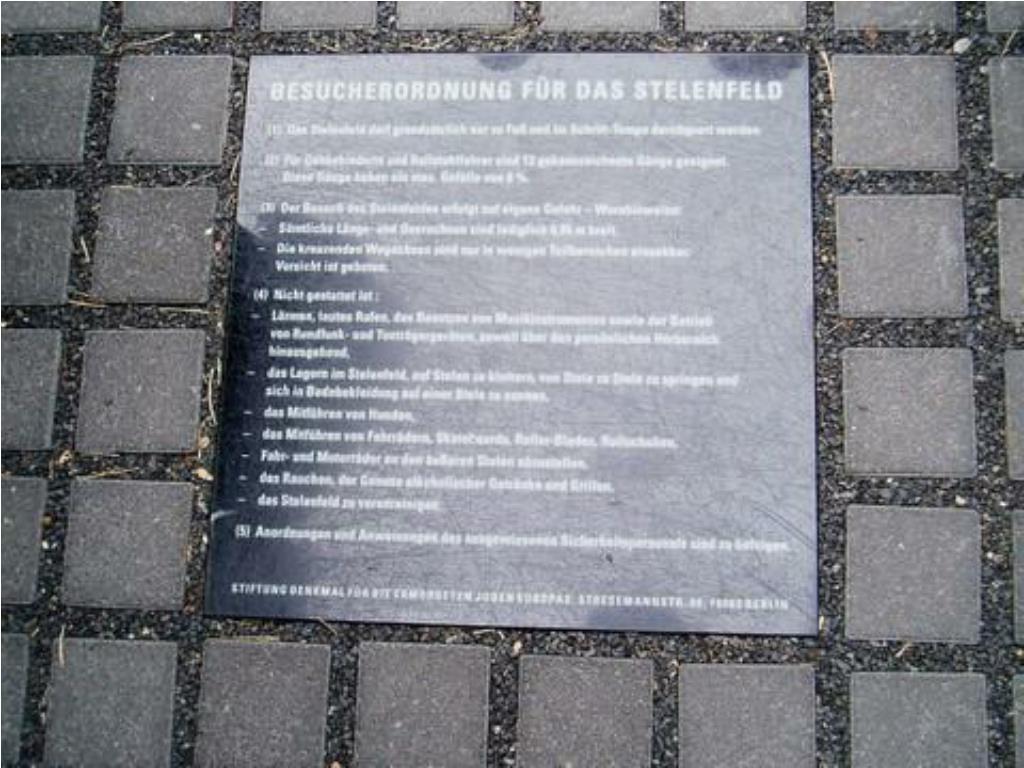 BESUCHERORDNUNG FÜR DAS STELENFELD
(1) Das Stelenfeld darf grundsätzlich nur zu Fuß und im Schritt-Tempo durchquert werden.
(2) Für Gehbehinderte und Rollstuhlfahrer sind 13 gekennzeichnete Gänge geeignet.
Diese Gänge haben ein max. Gefälle von 8 %.
(3) Der Besuch des Stelenfeldes erfolgt auf eigene Gefahr – Warnhinweise:
– Sämtliche Längs- und Querachsen sind lediglich 0,95 m breit.
– Die kreuzenden Wegachsen sind nur in wenigen Teilbereichen einsehbar.
Vorsicht ist geboten.
(4) Nicht gestattet ist :
– Lärmen, lautes Rufen, das Benutzen von Musikinstrumenten sowie der Betrieb
von Rundfunk- und Tonträgergeräten, soweit über den persönlichen Hörbereich
hinausgehend,
– das Lagern im Stelenfeld, auf Stelen zu klettern, von Stele zu Stele zu springen und
sich in Badebekleidung auf einer Stele zu sonnen,
– das Mitführen von Hunden,
– das Mitführen von Fahrrädern, Skateboards, Roller-Blades, Rollschuhen,
– Fahr- und Motorräder an den äußeren Stelen abzustellen,
– das Rauchen, der Genuss alkoholischer Getränke und Grillen,
– das Stelenfeld zu verunreinigen.
(5) Anordnungen und Anweisungen des ausgewiesenen Sicherheitspersonals sind zu befolgen.
STIFTUNG DENKMAL FÜR DIE ERMORDETEN JUDEN EUROPAS, STRESEMANNSTR. BERLIN